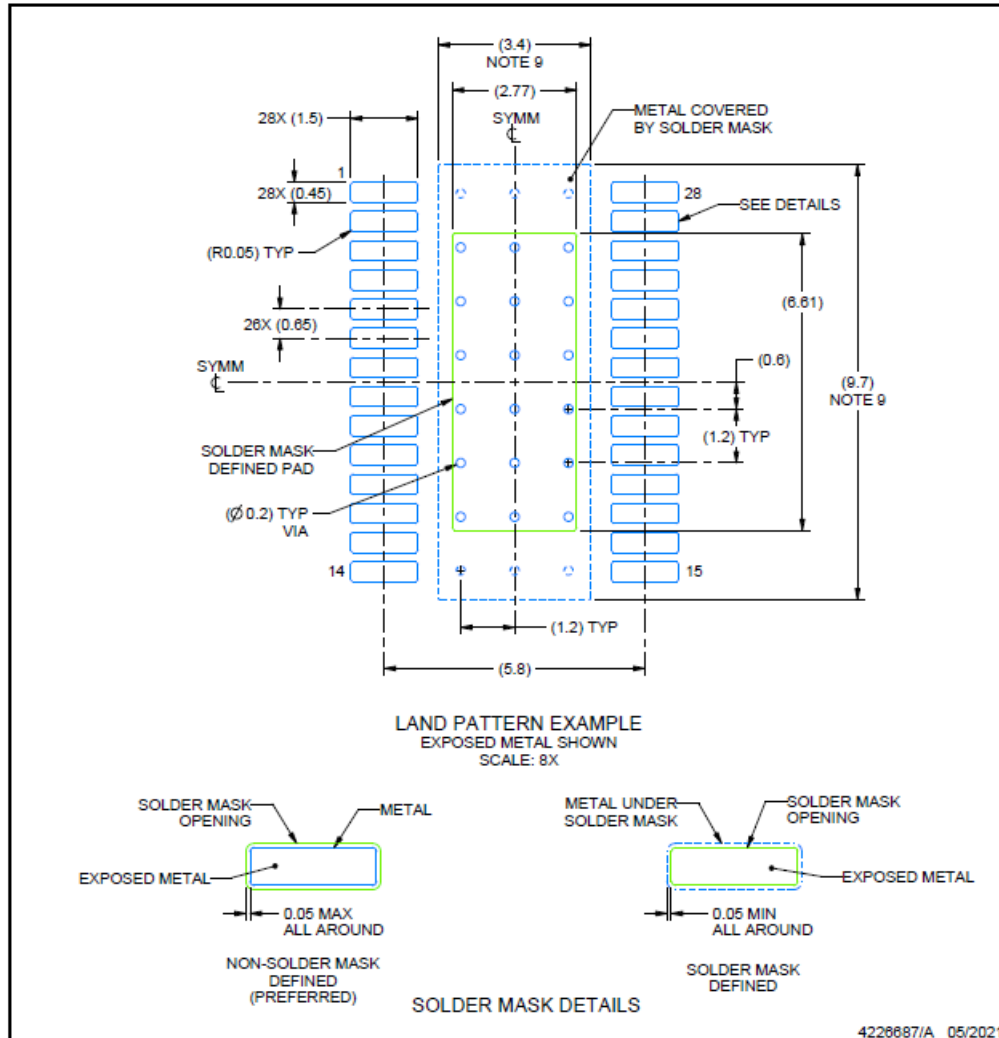 (3.4)
NOTE 9
(2.77)
SYMM
℄
METAL COVERED
BY SOLDER MASK
28X (1.5)
1
28X (0.45)
28
SEE DETAILS
(R0.05) TYP
(6.61)
26X (0.65)
(0.6)
SYMM
℄
(9.7)
NOTE 9
(1.2) TYP
SOLDER MASK
DEFINED PAD
(Ø 0.2) TYP
VIA
14
15
(1.2) TYP
(5.8)
LAND PATTERN EXAMPLE
EXPOSED METAL SHOWN
SCALE: 8X
SOLDER MASK
OPENING
METAL
EXPOSED METAL
0.05 MAX
ALL AROUND
NON-SOLDER MASK
DEFINED
(PREFERRED)
METAL UNDER
SOLDER MASK
SOLDER MASK
OPENING
EXPOSED METAL
0.05 MIN
ALL AROUND
SOLDER MASK
DEFINED
SOLDER MASK DETAILS
4226687/A 05/2021